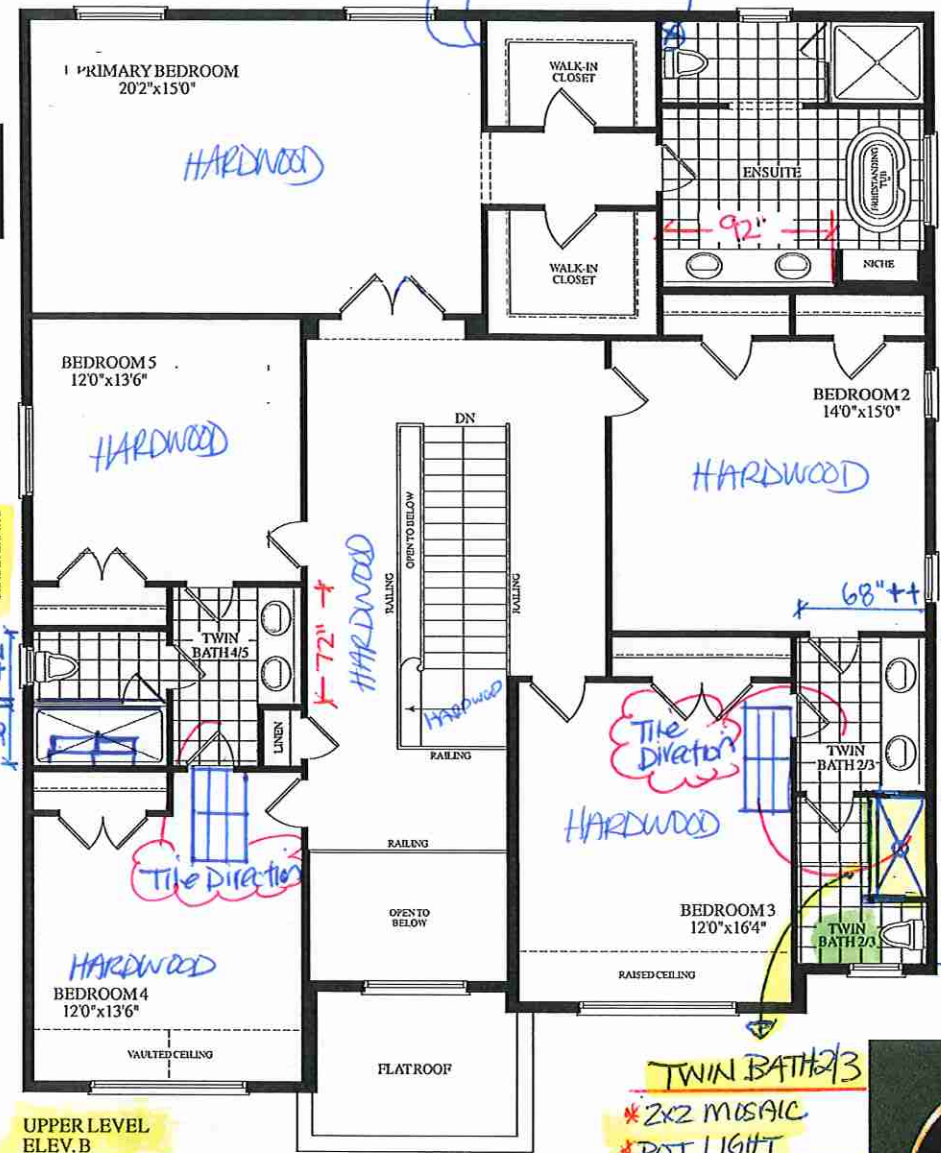 PRIMARY BEDROOM
20'2"x15'0"
HARDWOOD
WALK-IN
CLOSET
WALK-IN
CLOSET
ENSUITE
FREESTANDING
TUB
92"
NICHE
BEDROOM 5
12'0"x13'6"
HARDWOOD
BEDROOM 2
14'0"x15'0"
HARDWOOD
68"++
DN
OPEN TO BELOW
RAILING
RAILING
HARDWOOD
72"
HARDWOOD
RAILING
TWIN
BATH 4/5
LINEN
Tile
Direction
TWIN
BATH 2/3
HARDWOOD
RAILING
Tile Direction
OPEN TO
BELOW
BEDROOM 3
12'0"x16'4"
TWIN
BATH 2/3
RAISED CEILING
HARDWOOD
BEDROOM 4
12'0"x13'6"
VAULTED CEILING
FLAT ROOF
TWIN BATH 2/3
* 2x2 MOSAIC
* POT LIGHT
UPPER LEVEL
ELEV. B